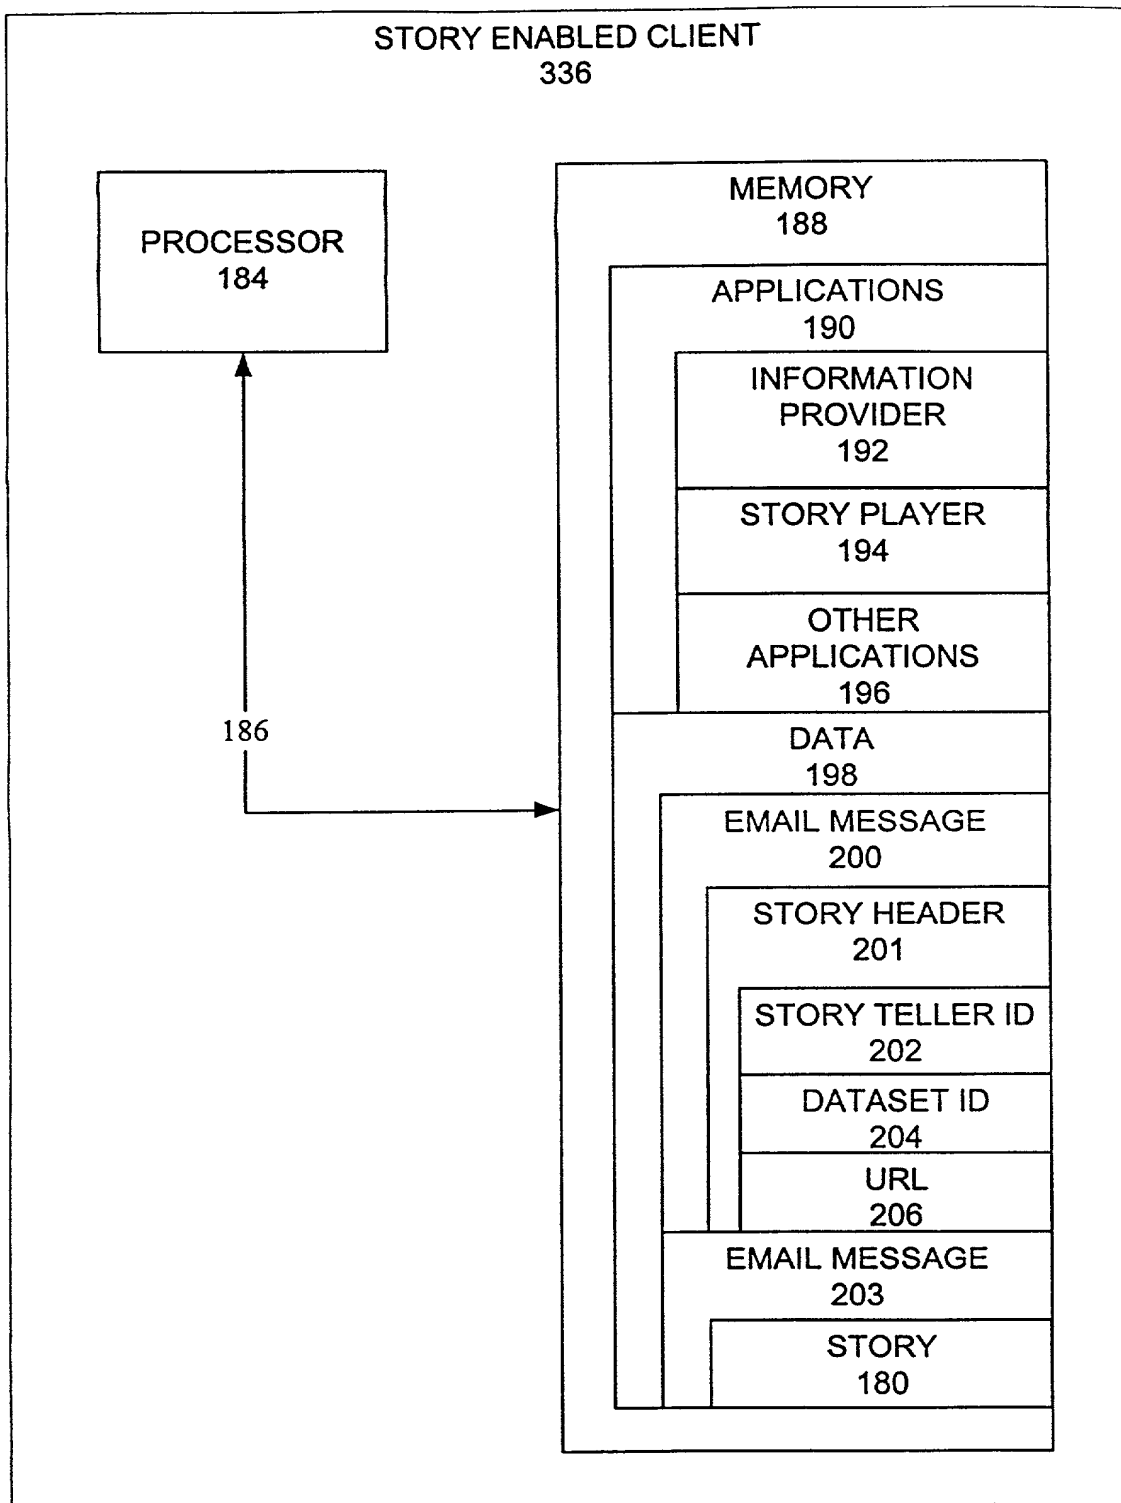 STORY ENABLED CLIENT
336
PROCESSOR
184
186
MEMORY
188
APPLICATIONS
190
INFORMATION
PROVIDER
192
STORY PLAYER
194
OTHER
APPLICATIONS
196
DATA
198
EMAIL MESSAGE
200
STORY HEADER
201
STORY TELLER ID
202
DATASET ID
204
URL
206
EMAIL MESSAGE
203
STORY
180